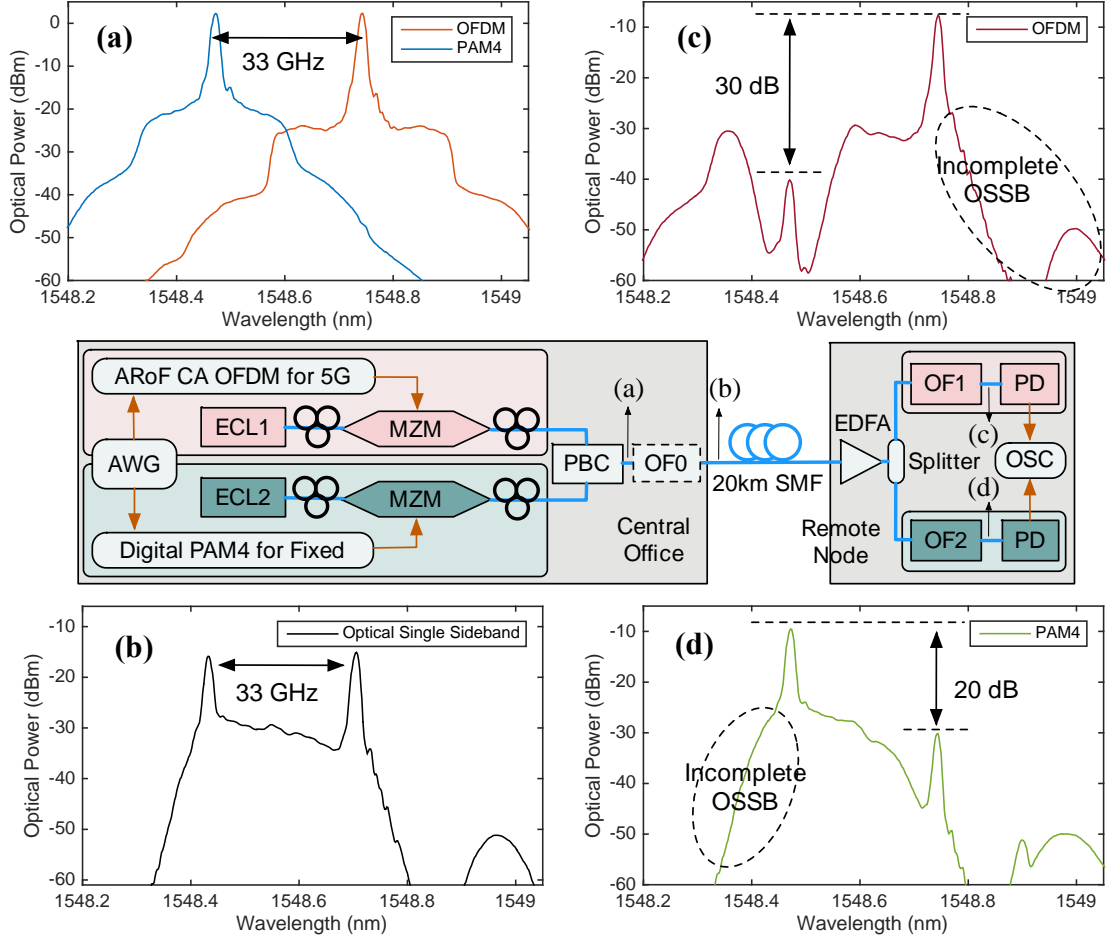 (a)
33 GHz
OFDM
PAM4
Optical Power (dBm)
0
-10
-20
-30
-40
-50
-60
1548.2
1548.4
1548.6
1548.8
1549
Wavelength (nm)
(c)
OFDM
30 dB
Incomplete
OSSB
Optical Power (dBm)
-10
-20
-30
-40
-50
-60
1548.2
1548.4
1548.6
1548.8
1549
Wavelength (nm)
ARoF CA OFDM for 5G
ECL1
MZM
AWG
ECL2
MZM
Digital PAM4 for Fixed
PBC
(a)
OF0
(b)
20km SMF
Central
Office
EDFA
Splitter
OF1
PD
(c)
OSC
(d)
OF2
PD
Remote
Node
(b)
33 GHz
Optical Single Sideband
Optical Power (dBm)
-10
-20
-30
-40
-50
-60
1548.2
1548.4
1548.6
1548.8
1549
Wavelength (nm)
(d)
PAM4
20 dB
Incomplete
OSSB
Optical Power (dBm)
-10
-20
-30
-40
-50
-60
1548.2
1548.4
1548.6
1548.8
1549
Wavelength (nm)